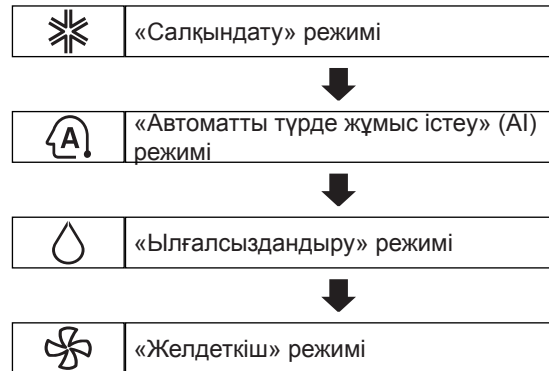 «Салқындату» режимі
A
«Автоматты түрде жұмыс істеу» (AI)
режимі
«Ылғалсыздандыру» режимі
«Желдеткіш» режимі